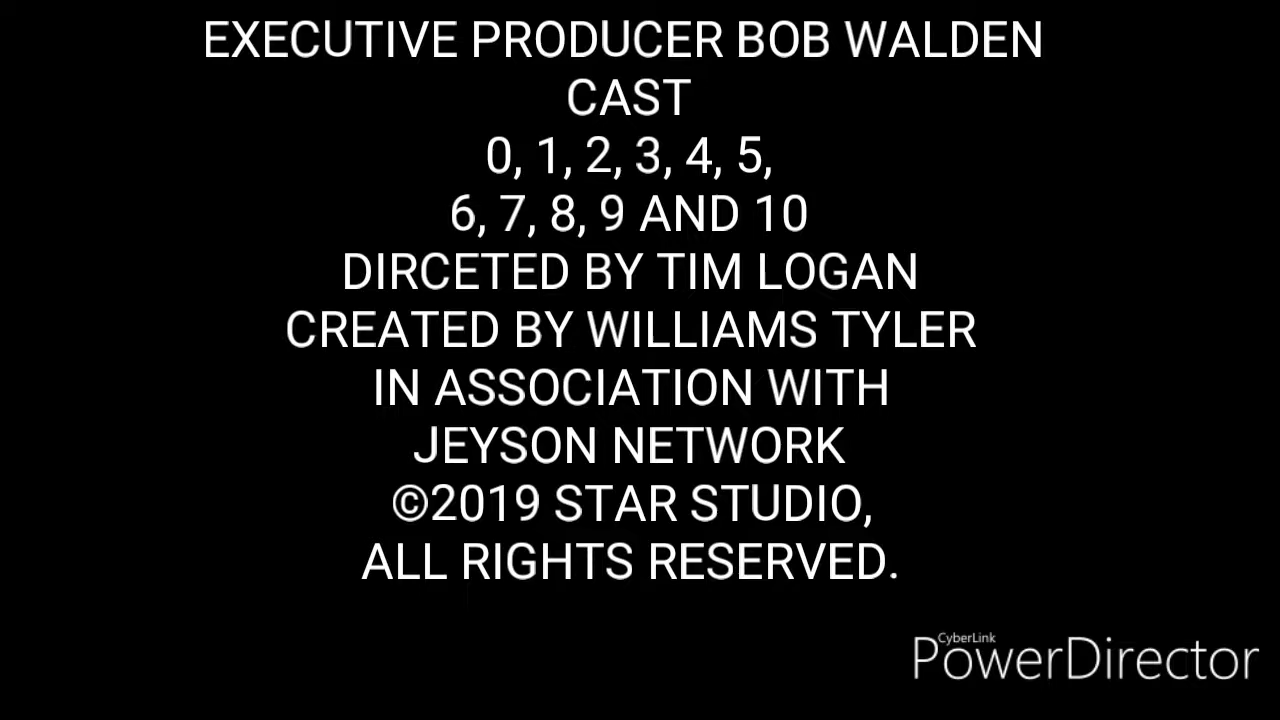 EXECUTIVE PRODUCER BOB WALDEN
CAST
0, 1, 2, 3, 4, 5,
6, 7, 8, 9 AND 10
DIRCETED BY TIM LOGAN
CREATED BY WILLIAMS TYLER
IN ASSOCIATION WITH
JEYSON NETWORK
©2019 STAR STUDIO,
ALL RIGHTS RESERVED.
CyberLink
PowerDirector